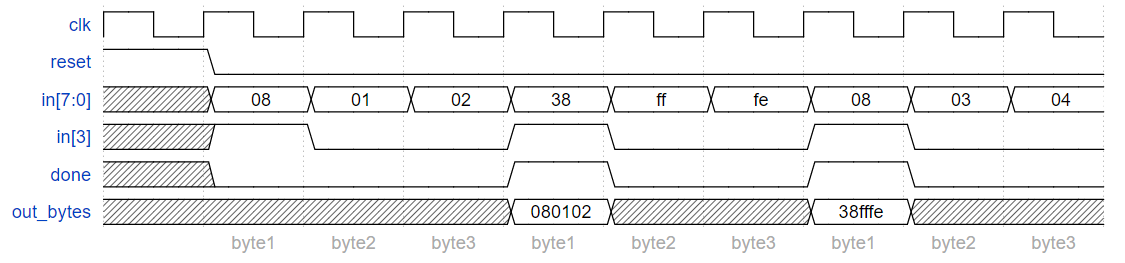 clk
reset
in[7:0] 08 01 02 38 ff fe 08 03 04
in[3]
done
out_bytes 080102 38fffe
byte1 byte2 byte3 byte1 byte2 byte3 byte1 byte2 byte3